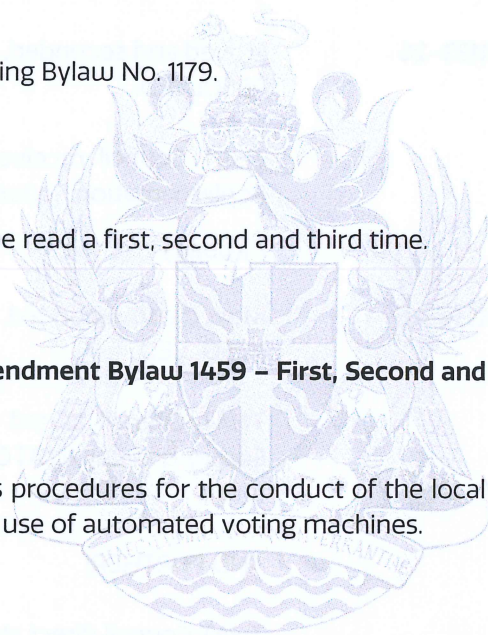 ing Bylaw No. 1179.
e read a first, second and third time.
endment Bylaw 1459 – First, Second and
s procedures for the conduct of the local
use of automated voting machines.